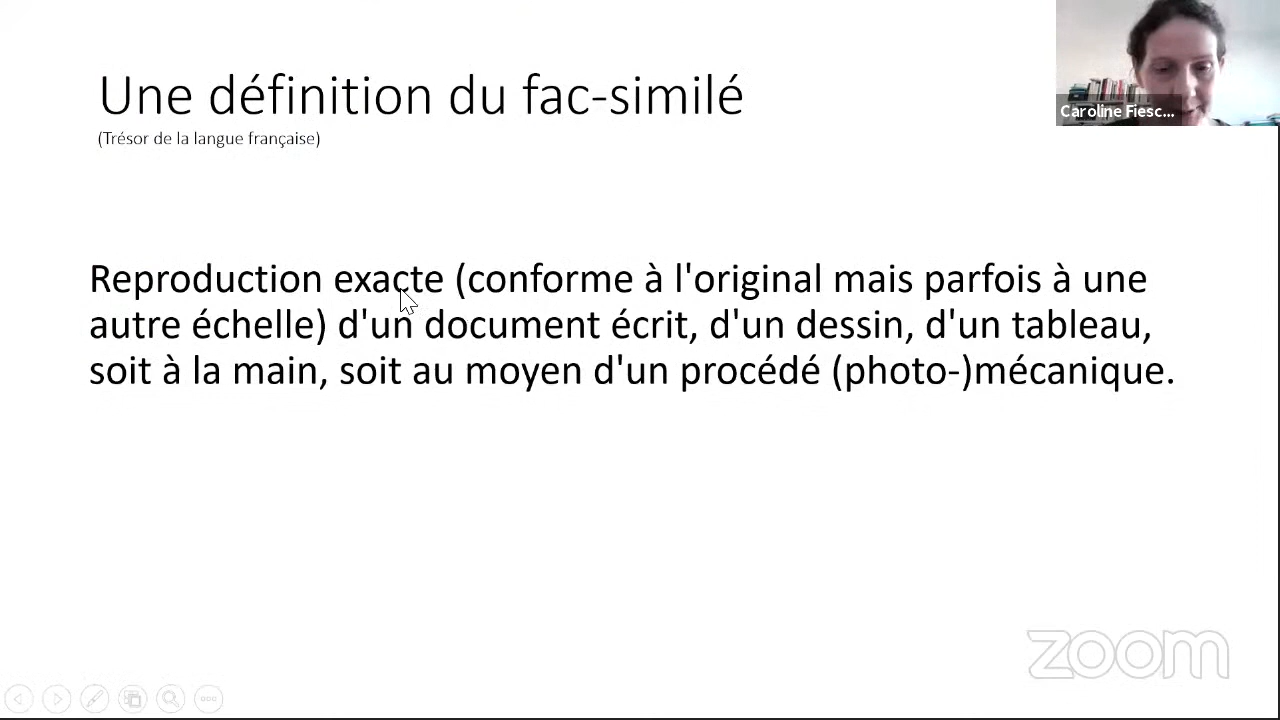 Une définition du fac-similé
(Trésor de la langue française)
Caroline Fiesc...
Reproduction exacte (conforme à l'original mais parfois à une
autre échelle) d'un document écrit, d'un dessin, d'un tableau,
soit à la main, soit au moyen d'un procédé (photo-)mécanique.
zoom